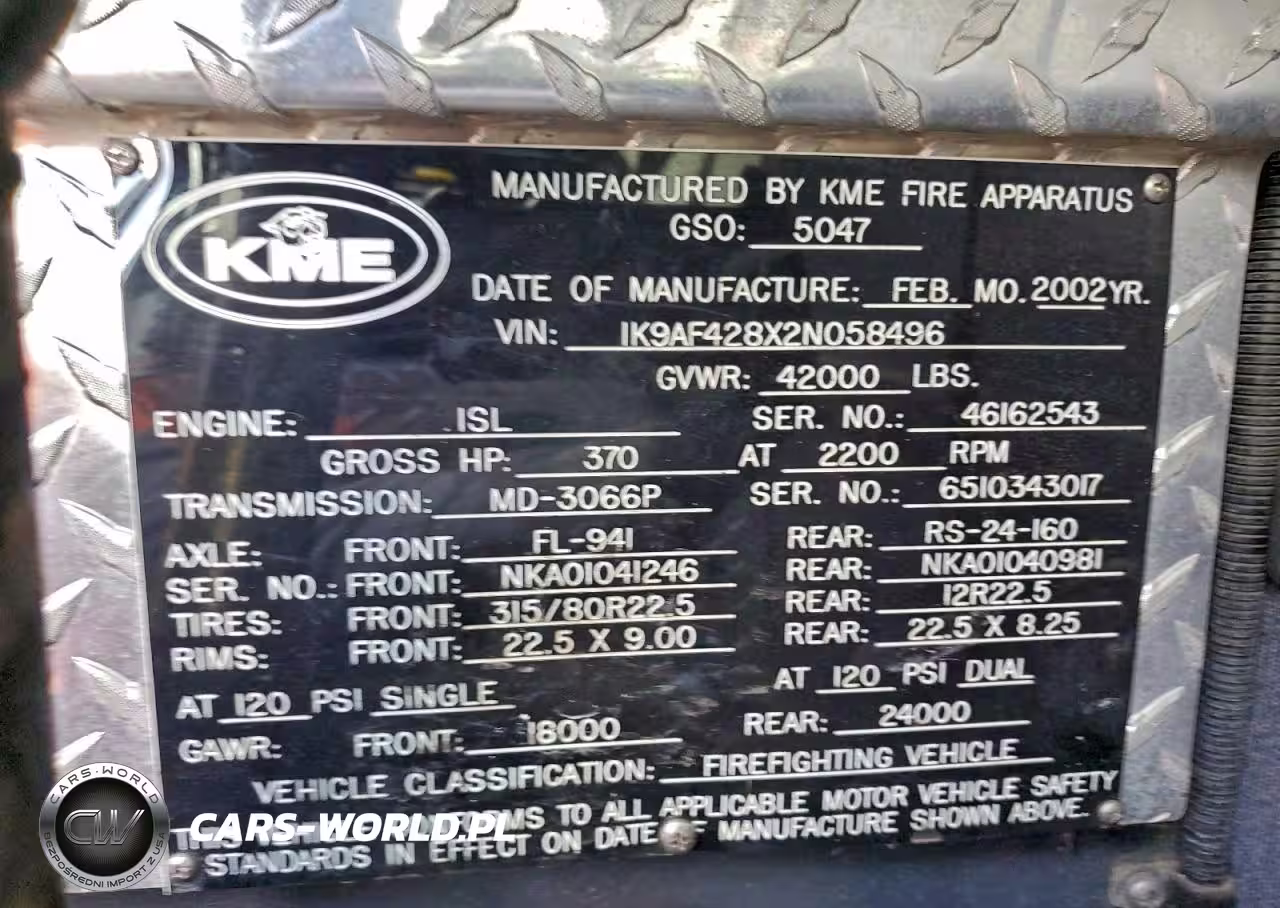 KME
MANUFACTURED BY KME FIRE APPARATUS
GSO: 5047
DATE OF MANUFACTURE: FEB. MO. 2002 YR.
VIN: 1K9AF428X2N058496
GVWR: 42000 LBS.
ENGINE: ISL SER. NO.: 46162543
GROSS HP: 370 AT 2200 RPM
TRANSMISSION: MD-3066P SER. NO.: 6510343017
AXLE: FRONT: FL-941 REAR: RS-24-160
SER. NO.: FRONT: NKA01041246 REAR: NKA01040981
TIRES: FRONT: 315/80R22.5 REAR: 12R22.5
RIMS: FRONT: 22.5 X 9.00 REAR: 22.5 X 8.25
AT 120 PSI SINGLE AT 120 PSI DUAL
GAWR: FRONT: 18000 REAR: 24000
VEHICLE CLASSIFICATION: FIREFIGHTING VEHICLE
TO ALL APPLICABLE MOTOR VEHICLE SAFETY
STANDARDS IN EFFECT ON DATE MANUFACTURE SHOWN ABOVE.
CARS-WORLD
CW
BEZPOŚREDNI IMPORT Z USA
CARS-WORLD.PL